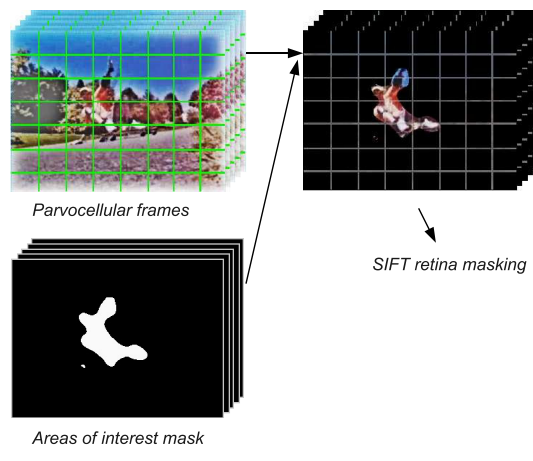 Parvocellular frames
SIFT retina masking
Areas of interest mask